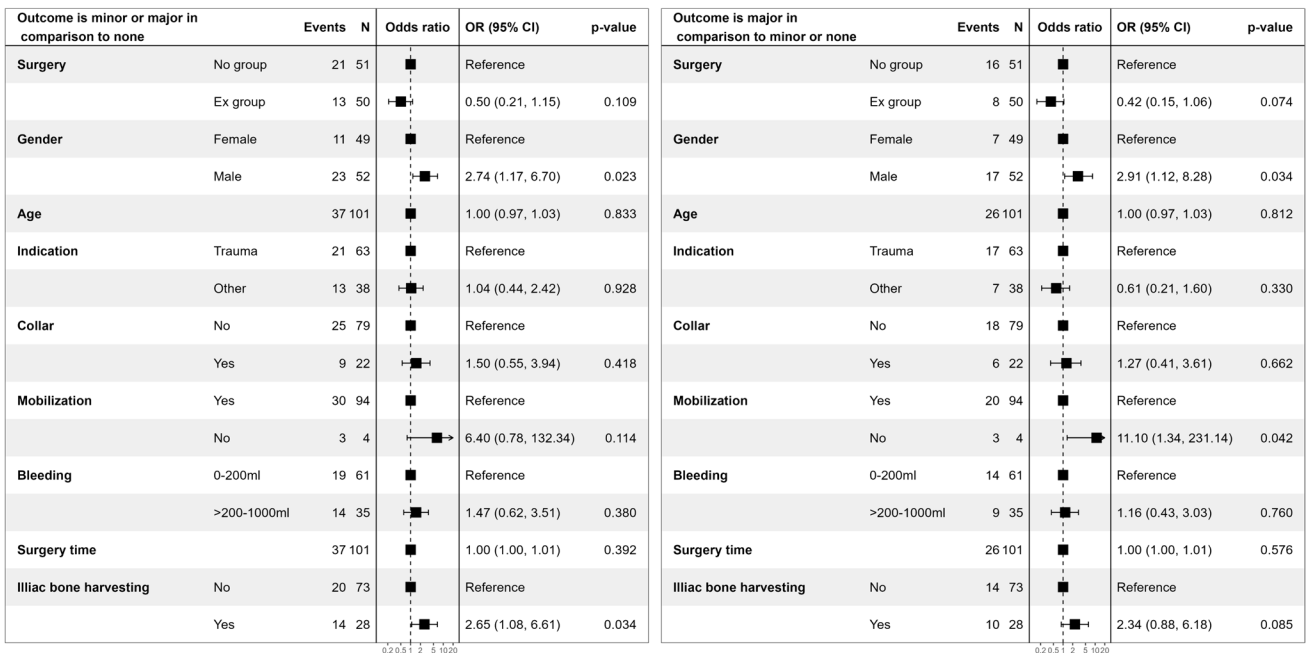 Outcome is minor or major in
comparison to none Events N Odds ratio OR (95% CI) p-value
Surgery No group 21 51 Reference
Ex group 13 50 0.50 (0.21, 1.15) 0.109
Gender Female 11 49 Reference
Male 23 52 2.74 (1.17, 6.70) 0.023
Age 37 101 1.00 (0.97, 1.03) 0.833
Indication Trauma 21 63 Reference
Other 13 38 1.04 (0.44, 2.42) 0.928
Collar No 25 79 Reference
Yes 9 22 1.50 (0.55, 3.94) 0.418
Mobilization Yes 30 94 Reference
No 3 4 6.40 (0.78, 132.34) 0.114
Bleeding 0-200ml 19 61 Reference
>200-1000ml 14 35 1.47 (0.62, 3.51) 0.380
Surgery time 37 101 1.00 (1.00, 1.01) 0.392
Illiac bone harvesting No 20 73 Reference
Yes 14 28 2.65 (1.08, 6.61) 0.034
0.2 0.5 1 2 5 10 20
Outcome is major in
comparison to minor or none Events N Odds ratio OR (95% CI) p-value
Surgery No group 16 51 Reference
Ex group 8 50 0.42 (0.15, 1.06) 0.074
Gender Female 7 49 Reference
Male 17 52 2.91 (1.12, 8.28) 0.034
Age 26 101 1.00 (0.97, 1.03) 0.812
Indication Trauma 17 63 Reference
Other 7 38 0.61 (0.21, 1.60) 0.330
Collar No 18 79 Reference
Yes 6 22 1.27 (0.41, 3.61) 0.662
Mobilization Yes 20 94 Reference
No 3 4 11.10 (1.34, 231.14) 0.042
Bleeding 0-200ml 14 61 Reference
>200-1000ml 9 35 1.16 (0.43, 3.03) 0.760
Surgery time 26 101 1.00 (1.00, 1.01) 0.576
Illiac bone harvesting No 14 73 Reference
Yes 10 28 2.34 (0.88, 6.18) 0.085
0.2 0.5 1 2 5 10 20